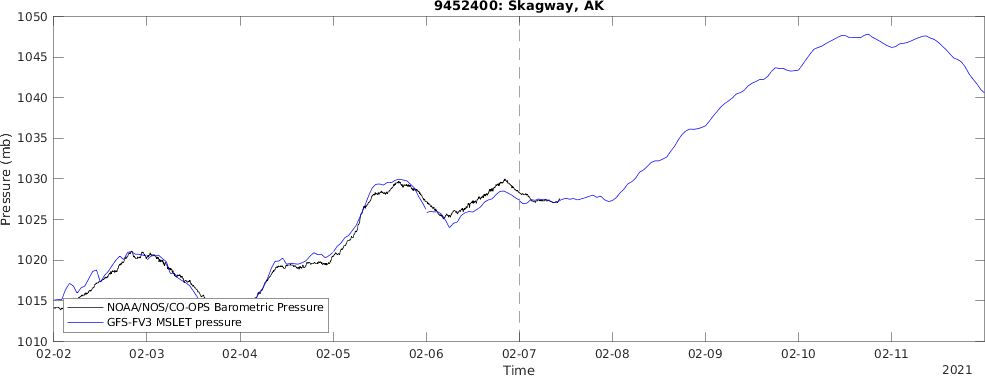 9452400: Skagway, AK
1050
1045
1040
1035
1030
1025
1020
1015
1010
Pressure (mb)
NOAA/NOS/CO-OPS Barometric Pressure
GFS-FV3 MSLET pressure
02-02 02-03 02-04 02-05 02-06 02-07 02-08 02-09 02-10 02-11
Time
2021